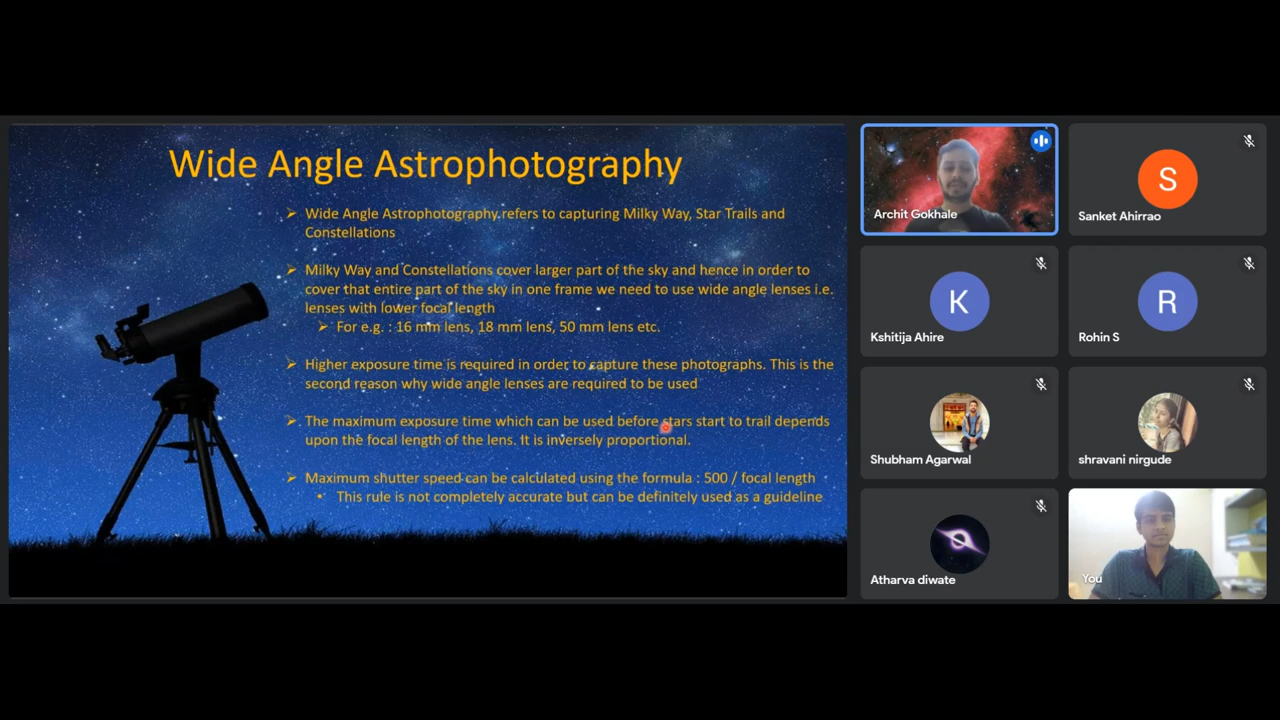 Wide Angle Astrophotography
➢ Wide Angle Astrophotography refers to capturing Milky Way, Star Trails and
Constellations
➢ Milky Way and Constellations cover larger part of the sky and hence in order to
cover that entire part of the sky in one frame we need to use wide angle lenses i.e.
lenses with lower focal length
➢ For e.g. : 16 mm lens, 18 mm lens, 50 mm lens etc.
➢ Higher exposure time is required in order to capture these photographs. This is the
second reason why wide angle lenses are required to be used
➢ The maximum exposure time which can be used before stars start to trail depends
upon the focal length of the lens. It is inversely proportional.
➢ Maximum shutter speed can be calculated using the formula : 500 / focal length
• This rule is not completely accurate but can be definitely used as a guideline
Archit Gokhale
S
Sanket Ahirrao
K
Kshitija Ahire
R
Rohin S
Shubham Agarwal
shravani nirgude
Atharva diwate
You